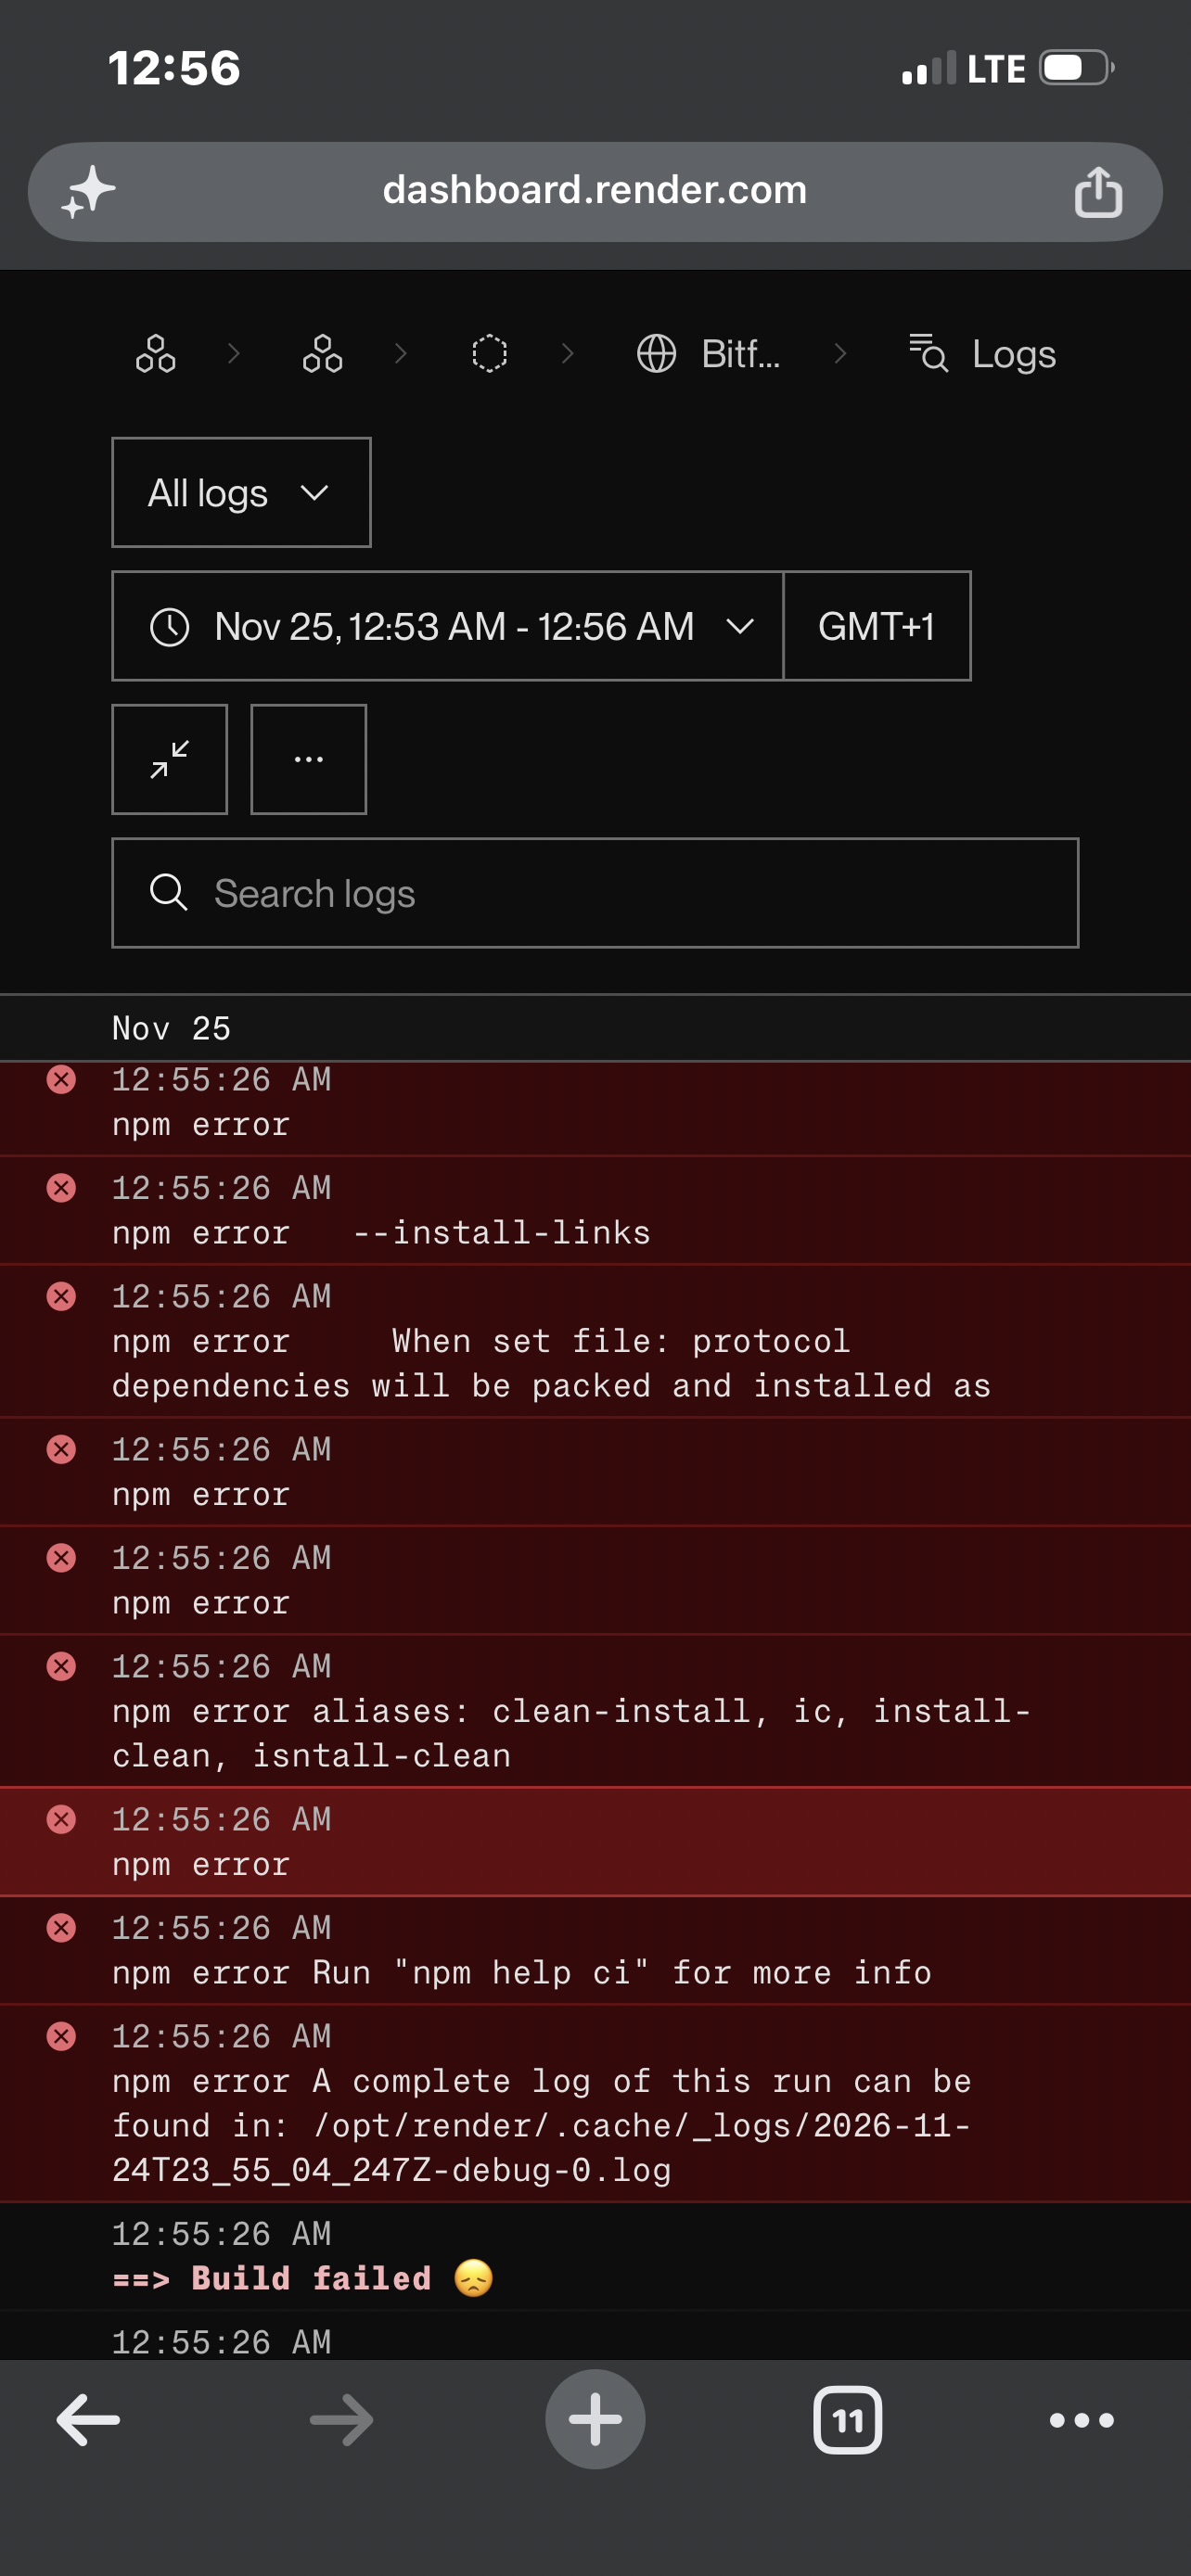 12:56
LTE
dashboard.render.com
Bitf...
Logs
All logs
Nov 25, 12:53 AM - 12:56 AM
GMT+1
...
Search logs
Nov 25
12:55:26 AM
npm error
12:55:26 AM
npm error   --install-links
12:55:26 AM
npm error     When set file: protocol
dependencies will be packed and installed as
12:55:26 AM
npm error
12:55:26 AM
npm error
12:55:26 AM
npm error aliases: clean-install, ic, install-
clean, isntall-clean
12:55:26 AM
npm error
12:55:26 AM
npm error Run "npm help ci" for more info
12:55:26 AM
npm error A complete log of this run can be
found in: /opt/render/.cache/_logs/2026-11-
24T23_55_04_247Z-debug-0.log
12:55:26 AM
==> Build failed 😞
12:55:26 AM
11